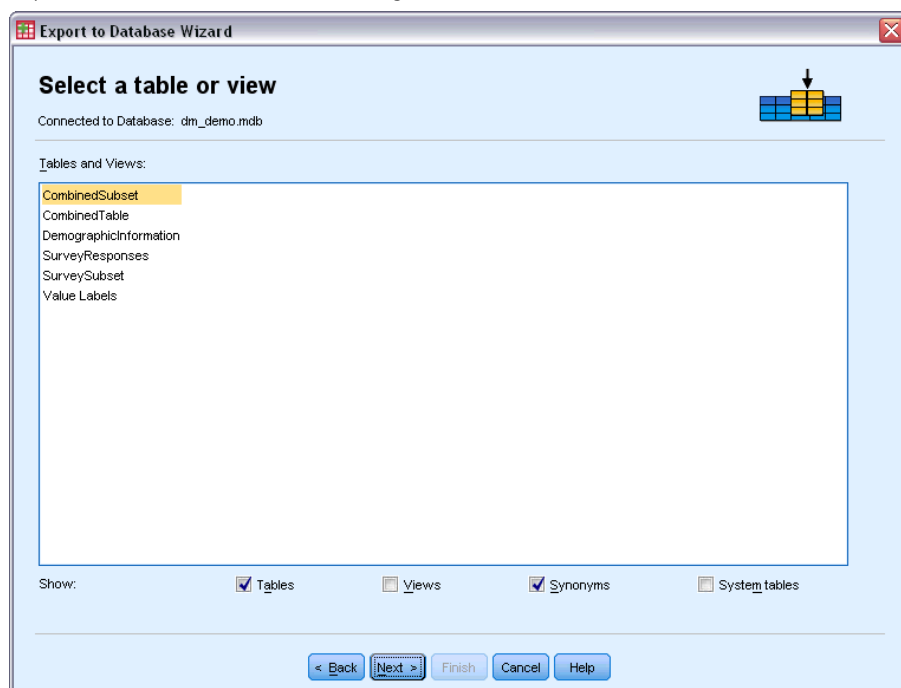 Export to Database Wizard
Select a table or view
Connected to Database: dm_demo.mdb
Tables and Views:
CombinedSubset
CombinedTable
DemographicInformation
SurveyResponses
SurveySubset
Value Labels
Show: Tables Views Synonyms System tables
< Back Next > Finish Cancel Help